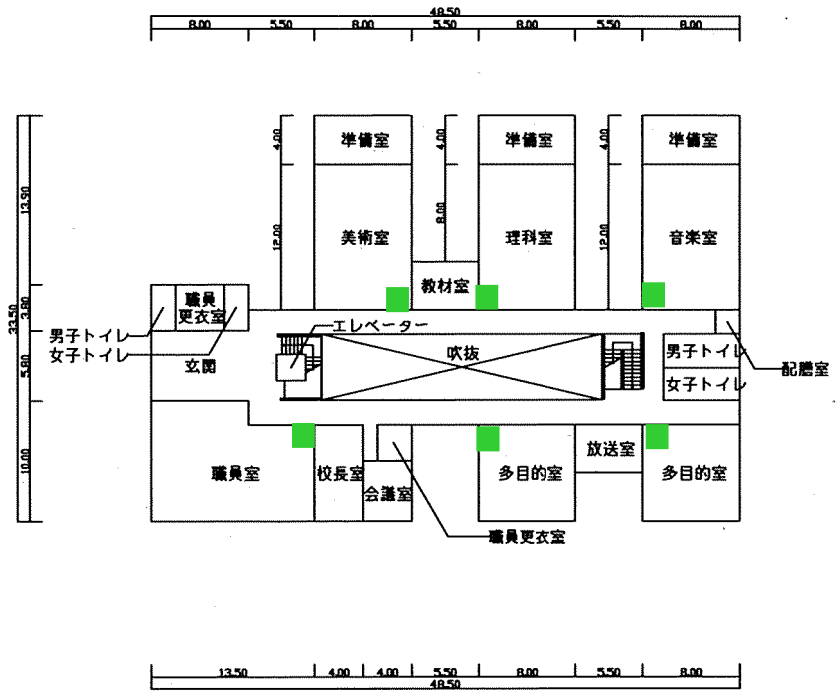 48.50
8.00 5.50 8.00 5.50 8.00 5.50 8.00
4.00 準備室 4.00 準備室 4.00 準備室
13.90
12.00 美術室 8.00 理科室 12.00 音楽室
教材室
職員
更衣室
33.50
3.80
男子トイレ
女子トイレ
玄関
エレベーター
吹抜
男子トイレ
女子トイレ
配膳室
5.80
10.00
職員室
校長室
会議室
多目的室
放送室
多目的室
職員更衣室
13.50 4.00 4.00 5.50 8.00 5.50 8.00
48.50